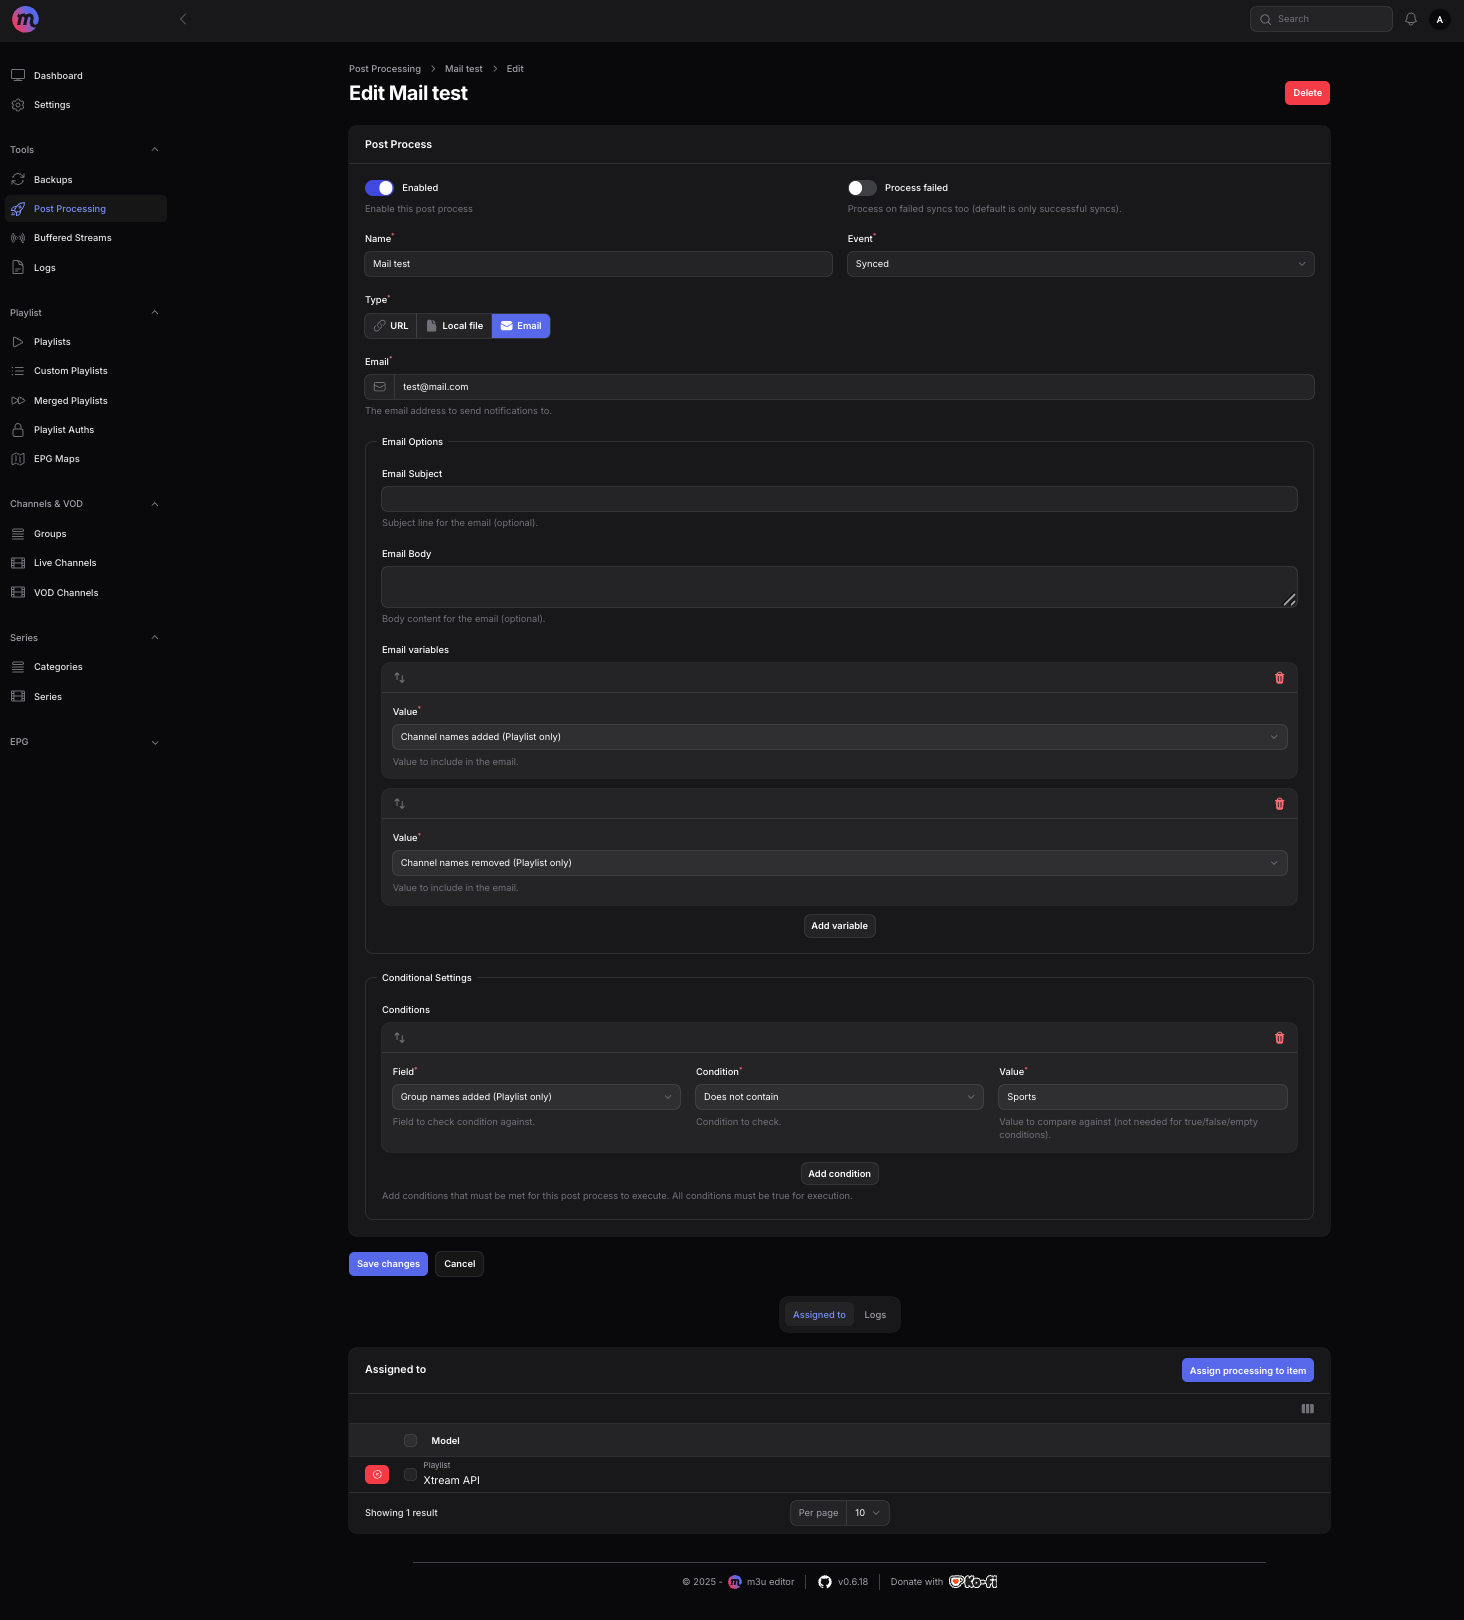 m
Search
A
Dashboard
Settings
Tools
Backups
Post Processing
Buffered Streams
Logs
Playlist
Playlists
Custom Playlists
Merged Playlists
Playlist Auths
EPG Maps
Channels & VOD
Groups
Live Channels
VOD Channels
Series
Categories
Series
EPG
Post Processing > Mail test > Edit
Edit Mail test
Delete
Post Process
Enabled
Enable this post process
Process failed
Process on failed syncs too (default is only successful syncs).
Name*
Mail test
Event*
Synced
Type*
URL Local file Email
Email*
test@mail.com
The email address to send notifications to.
Email Options
Email Subject
Subject line for the email (optional).
Email Body
Body content for the email (optional).
Email variables
Value*
Channel names added (Playlist only)
Value to include in the email.
Value*
Channel names removed (Playlist only)
Value to include in the email.
Add variable
Conditional Settings
Conditions
Field*
Group names added (Playlist only)
Field to check condition against.
Condition*
Does not contain
Condition to check.
Value*
Sports
Value to compare against (not needed for true/false/empty
conditions).
Add condition
Add conditions that must be met for this post process to execute. All conditions must be true for execution.
Save changes Cancel
Assigned to Logs
Assigned to
Assign processing to item
Model
Playlist
Xtream API
Showing 1 result
Per page 10
© 2025 - m m3u editor v0.6.18 Donate with Ko-fi